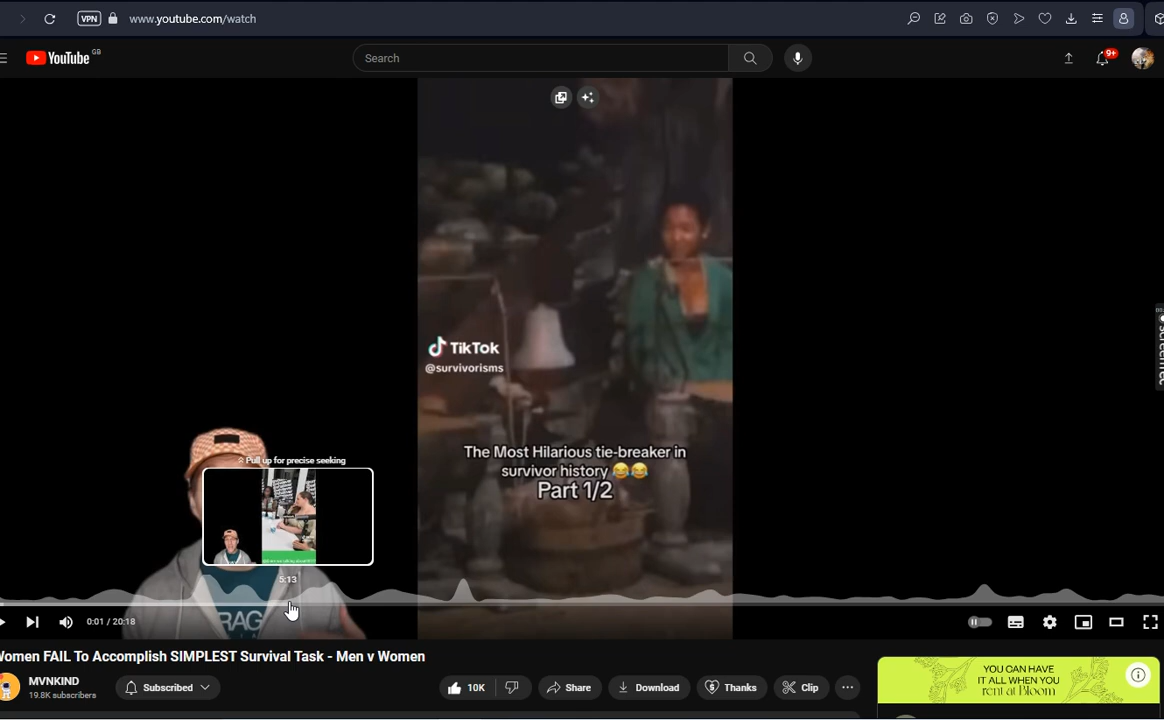 VPN
www.youtube.com/watch
YouTube GB
Search
9+
TikTok
@survivorisms
The Most Hilarious tie-breaker in
survivor history 😂😂
Part 1/2
Pull up for precise seeking
5:13
RAG
0:01 / 20:18
Women FAIL To Accomplish SIMPLEST Survival Task - Men v Women
MVNKIND
19.8K subscribers
Subscribed
10K
Share
Download
Thanks
Clip
YOU CAN HAVE
IT ALL WHEN YOU
rent at Bloom